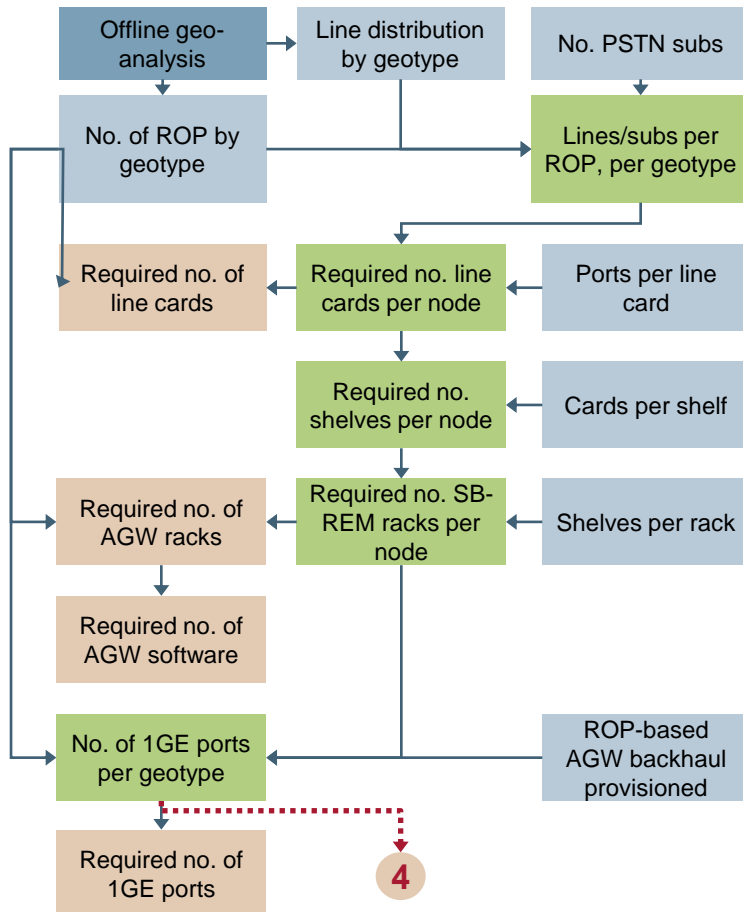 Offline geo-
analysis
Line distribution
by geotype
No. PSTN subs
No. of ROP by
geotype
Lines/subs per
ROP, per geotype
Required no. of
line cards
Required no. line
cards per node
Ports per line
card
Required no.
shelves per node
Cards per shelf
Required no. of
AGW racks
Required no. SB-
REM racks per
node
Shelves per rack
Required no. of
AGW software
No. of 1GE ports
per geotype
ROP-based
AGW backhaul
provisioned
Required no. of
1GE ports
4